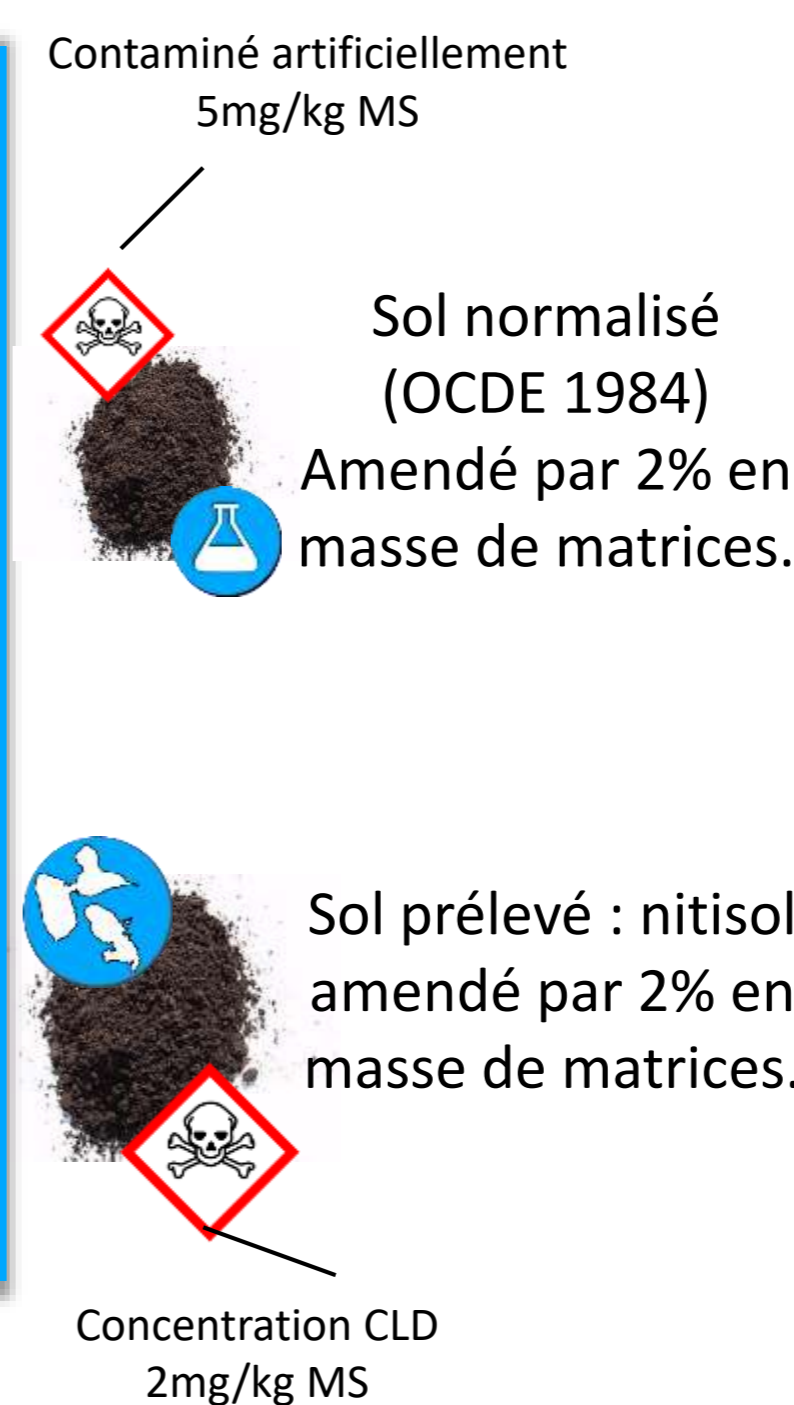 Contaminé artificiellement
5mg/kg MS
Sol normalisé
(OCDE 1984)
Amendé par 2% en
masse de matrices.
Sol prélevé : nitisol
amendé par 2% en
masse de matrices.
Concentration CLD
2mg/kg MS